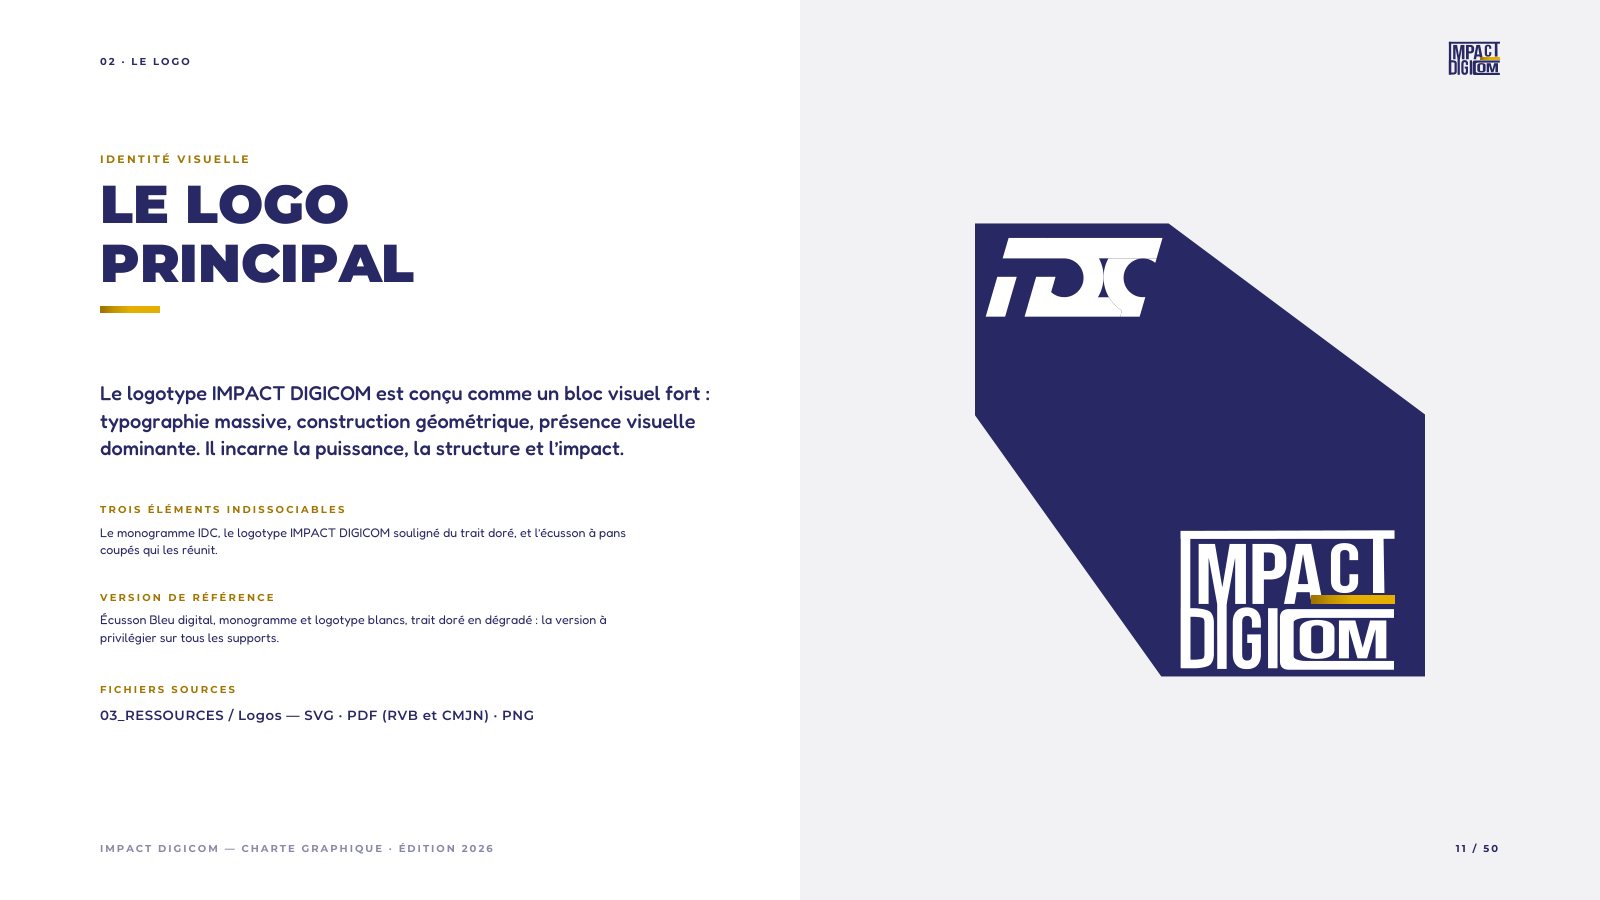 02 · LE LOGO
IMPACT
DIGICOM
IDENTITÉ VISUELLE
LE LOGO
PRINCIPAL
Le logotype IMPACT DIGICOM est conçu comme un bloc visuel fort :
typographie massive, construction géométrique, présence visuelle
dominante. Il incarne la puissance, la structure et l’impact.
TROIS ÉLÉMENTS INDISSOCIABLES
Le monogramme IDC, le logotype IMPACT DIGICOM souligné du trait doré, et l’écusson à pans
coupés qui les réunit.
VERSION DE RÉFÉRENCE
Écusson Bleu digital, monogramme et logotype blancs, trait doré en dégradé : la version à
privilégier sur tous les supports.
FICHIERS SOURCES
03_RESSOURCES / Logos — SVG · PDF (RVB et CMJN) · PNG
IDC
IMPACT
DIGICOM
IMPACT DIGICOM — CHARTE GRAPHIQUE · ÉDITION 2026
11 / 50